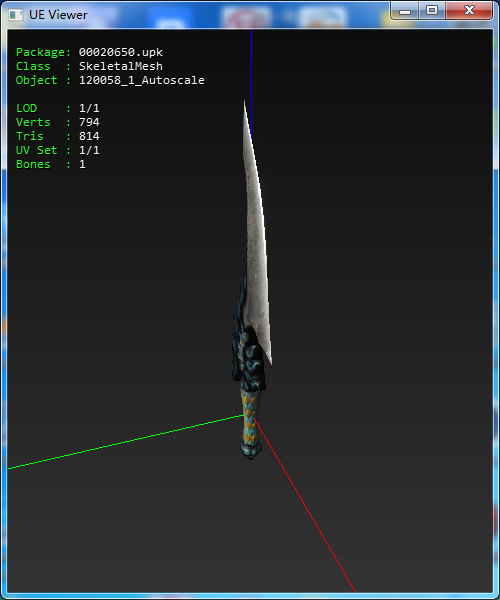 UE Viewer
Package: 00020650.upk
Class : SkeletalMesh
Object : 120058_1_Autoscale
LOD : 1/1
Verts : 794
Tris : 814
UV Set : 1/1
Bones : 1